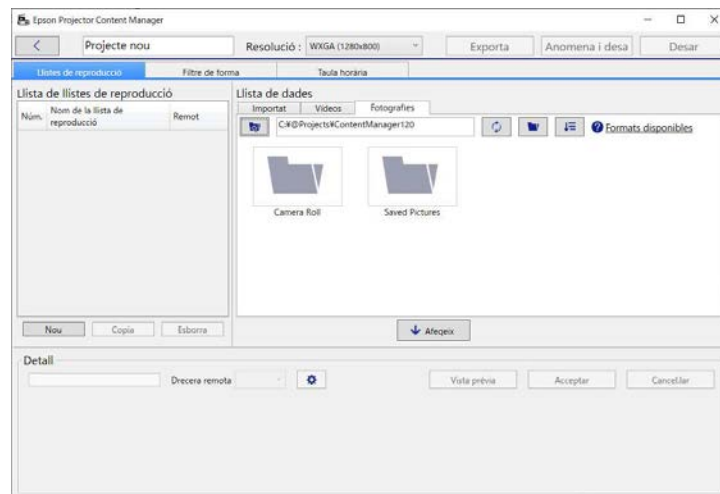 Epson Projector Content Manager
Projecte nou
Resolució : WXGA (1280x800)
Exporta
Anomena i desa
Desar
Llistes de reproducció
Filtre de forma
Taula horària
Llista de llistes de reproducció
Núm.
Nom de la llista de
reproducció
Remot
Llista de dades
Importat
Vídeos
Fotografies
C:¥@Projects¥ContentManager120
Formats disponibles
Camera Roll
Saved Pictures
Nou
Copia
Esborra
Afegeix
Detall
Drecera remota
Vista prèvia
Acceptar
Cancel·lar